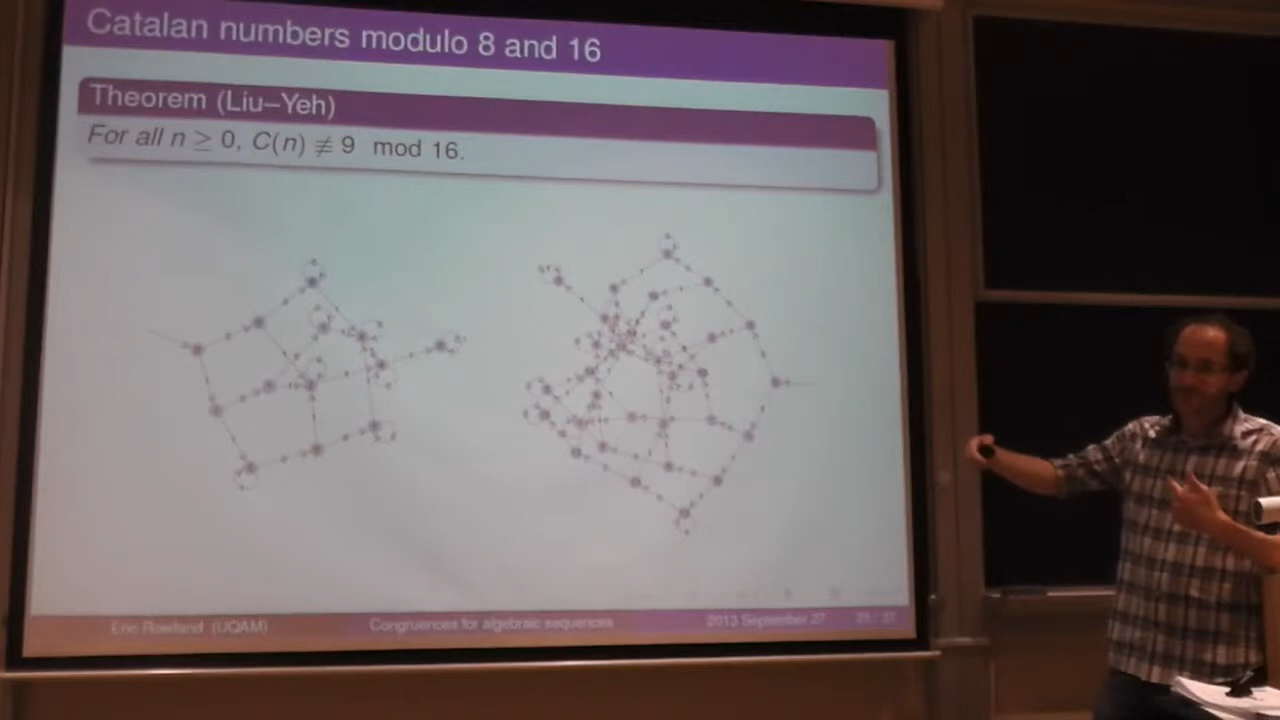 Catalan numbers modulo 8 and 16
Theorem (Liu–Yeh)
For all n ≥ 0, C(n) ≢ 9 mod 16.
Eric Rowland (UQAM) Congruences for algebraic sequences 2013 September 27